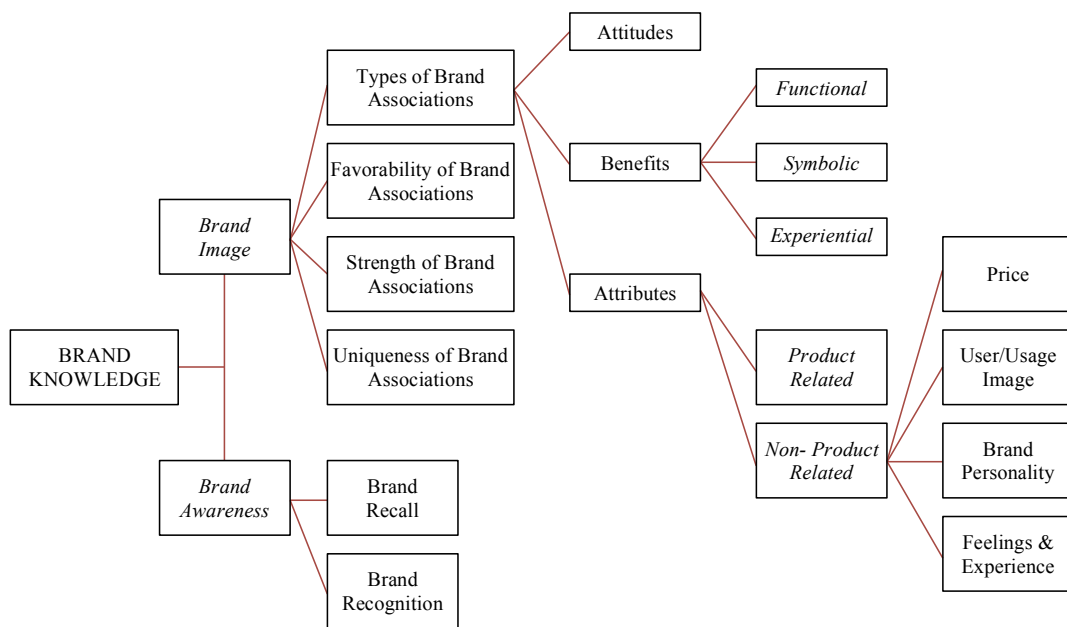 Attitudes
Types of Brand
Associations
Functional
Favorability of Brand
Associations
Benefits
Symbolic
Brand
Image
Experiential
Strength of Brand
Associations
Attributes
Price
BRAND
KNOWLEDGE
Uniqueness of Brand
Associations
Product
Related
User/Usage
Image
Non- Product
Related
Brand
Personality
Brand
Awareness
Brand
Recall
Feelings &
Experience
Brand
Recognition